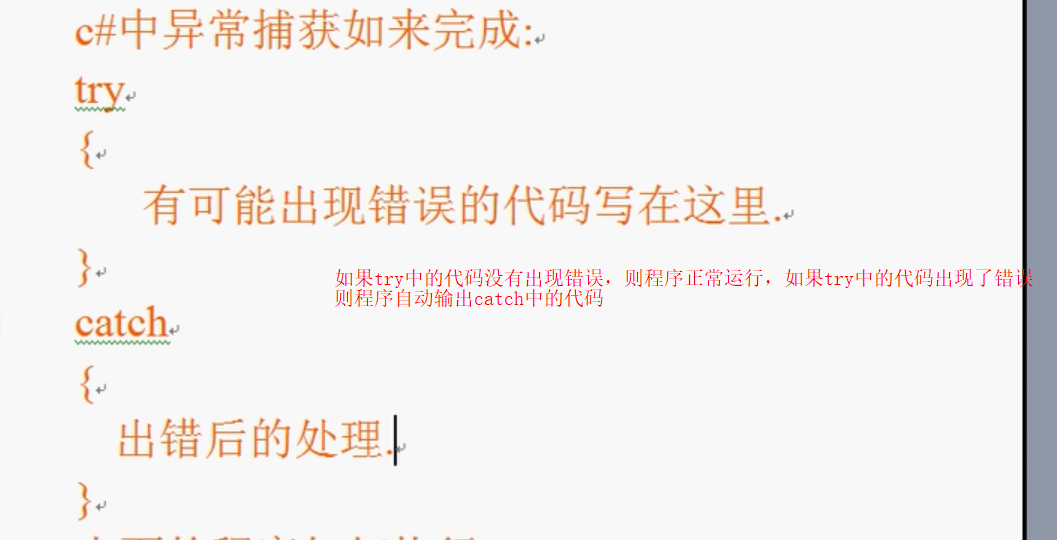 c#中异常捕获如来完成:
try
{
有可能出现错误的代码写在这里.
}
如果try中的代码没有出现错误，则程序正常运行，如果try中的代码出现了错误
则程序自动输出catch中的代码
catch
{
出错后的处理.
}